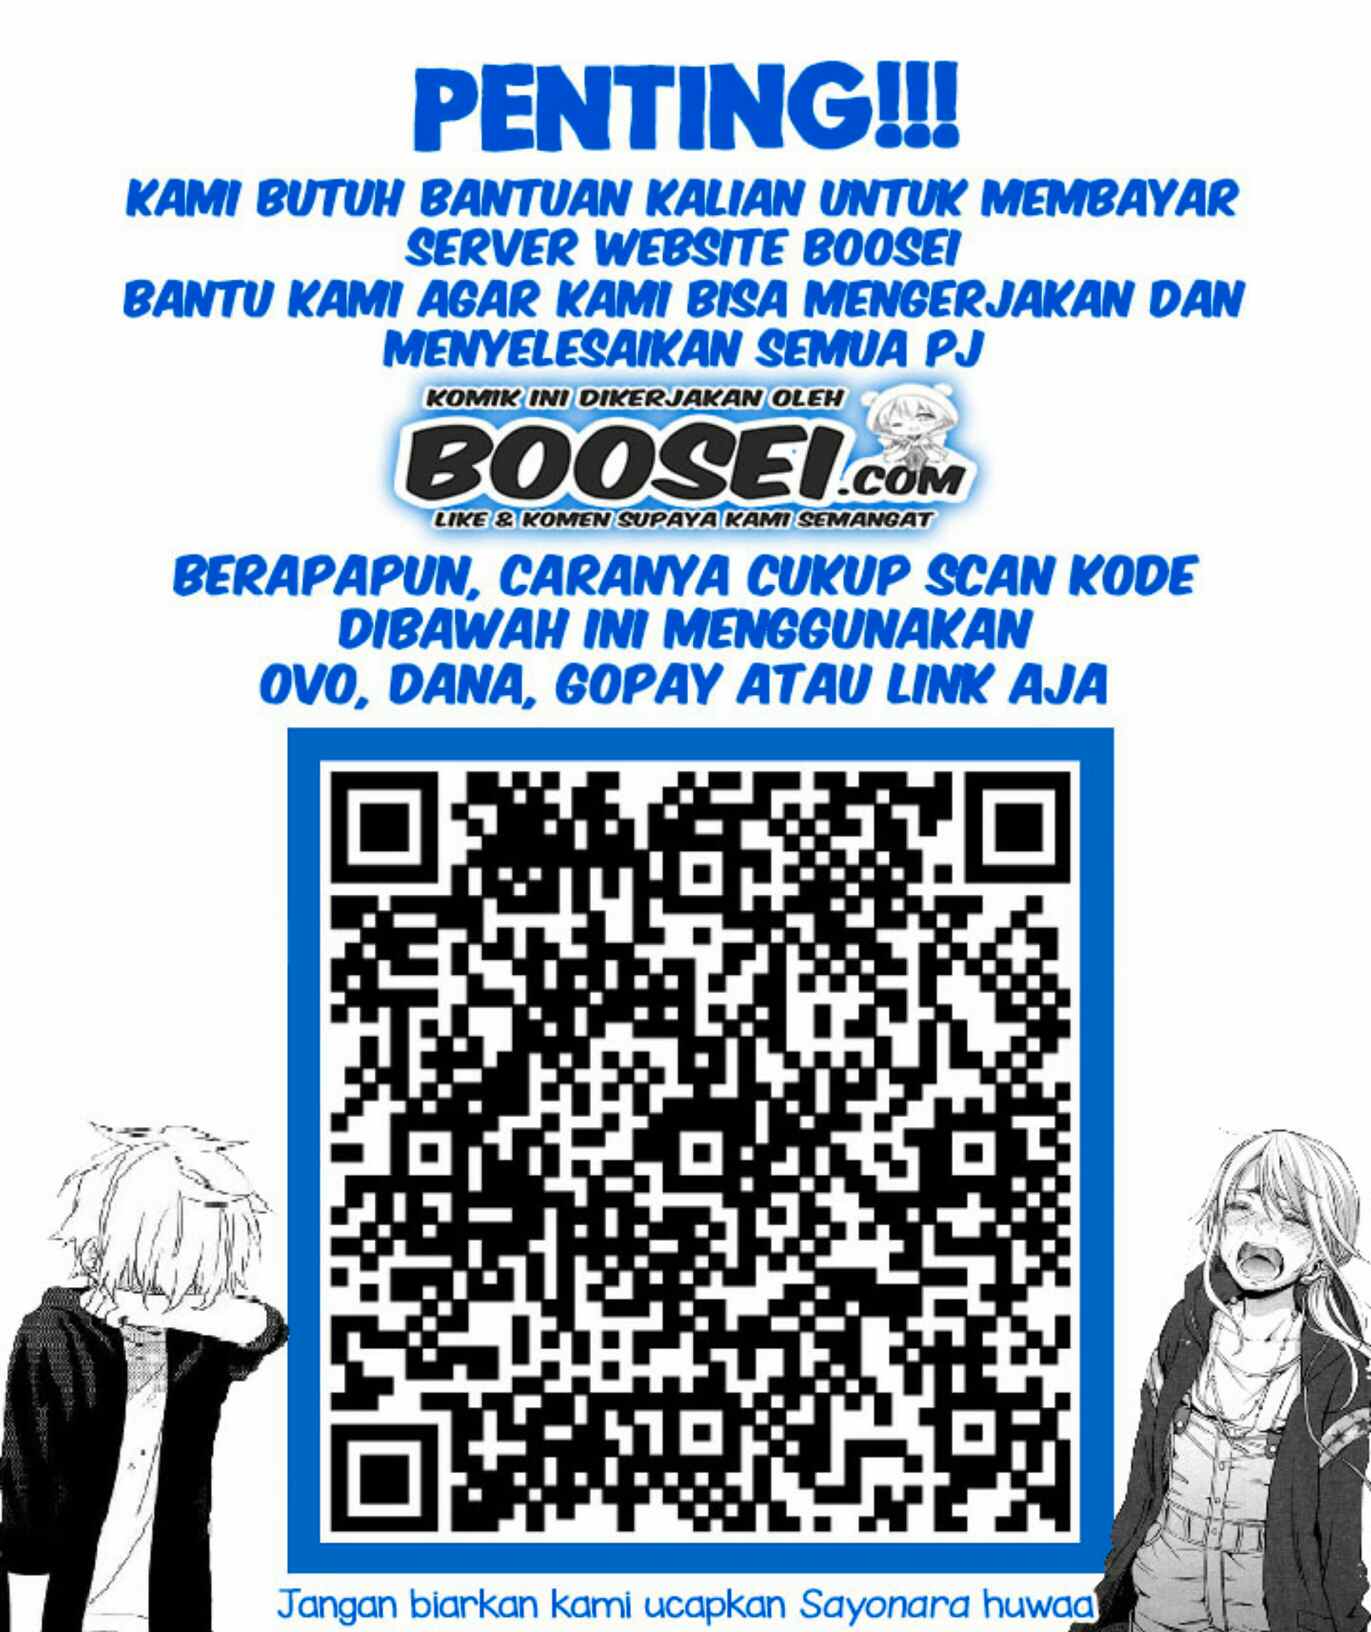 PENTING!!!
KAMI BUTUH BANTUAN KALIAN UNTUK MEMBAYAR
SERVER WEBSITE BOOSEI
BANTU KAMI AGAR KAMI BISA MENGERJAKAN DAN
MENYELESAIKAN SEMUA PJ
KOMIK INI DIKERJAKAN OLEH
BOOSEI.COM
LIKE & KOMEN SUPAYA KAMI SEMANGAT
BERAPAPUN, CARANYA CUKUP SCAN KODE
DIBAWAH INI MENGGUNAKAN
OVO, DANA, GOPAY ATAU LINK AJA
Jangan biarkan kami ucapkan Sayonara huwaa